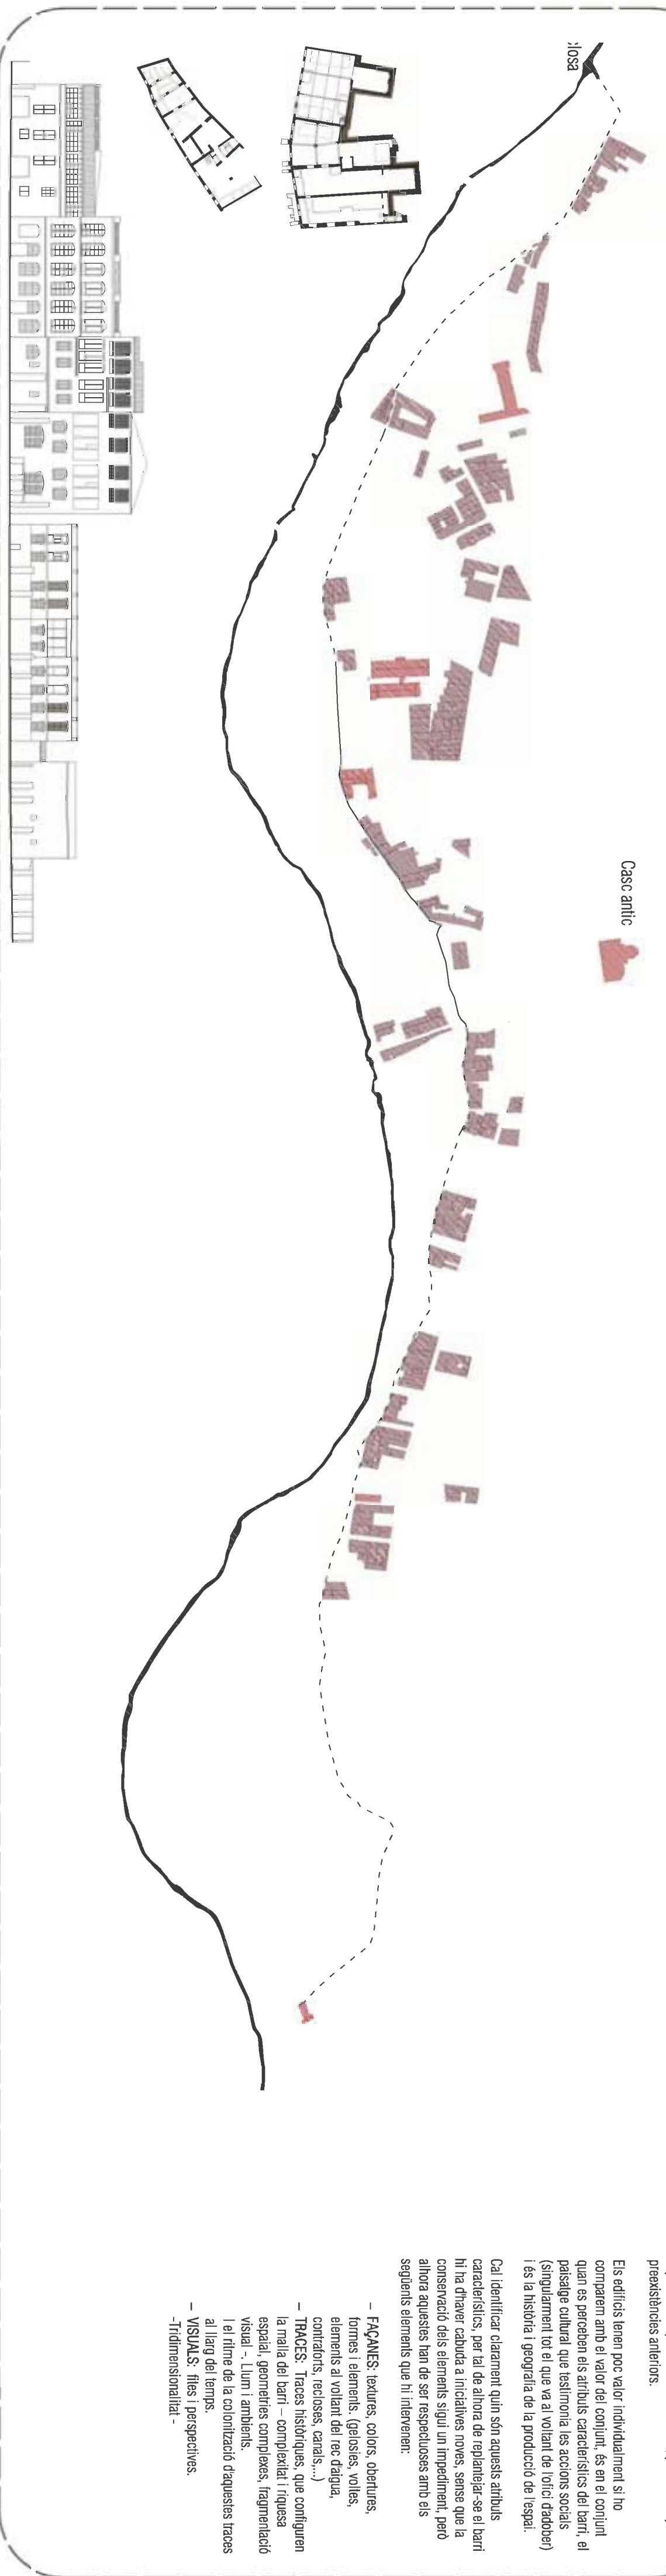 :losa
Casc antic
preexistències anteriors.
Els edificis tenen poc valor individualment si ho
comparem amb el valor del conjunt, és en el conjunt
quan es perceben els atributs característics del barri, el
paisatge cultural que testimonia les accions socials
(singularment tot el que va al voltant de l'ofici d'adober)
i és la història i geografia de la producció de l'espai.
Cal identificar clarament quin són aquests atributs
característics, per tal de alhora de replantejar-se el barri
hi ha d'haver cabuda a iniciatives noves, sense que la
conservació dels elements sigui un impediment, però
alhora aquestes han de ser respectuoses amb els
següents elements que hi intervenen:
– FAÇANES: textures, colors, obertures,
formes i elements. (gelosies, voltes,
elements al voltant del rec d'aigua,
contraforts, recloses, canals,...)
– TRACES: Traces històriques, que configuren
la malla del barri – complexitat i riquesa
espaial, geometries complexes, fragmentació
visual -. Llum i ambients.
I el ritme de la colonització d'aquestes traces
al llarg del temps.
– VISUALS: fites i perspectives.
-Tridimensionalitat -